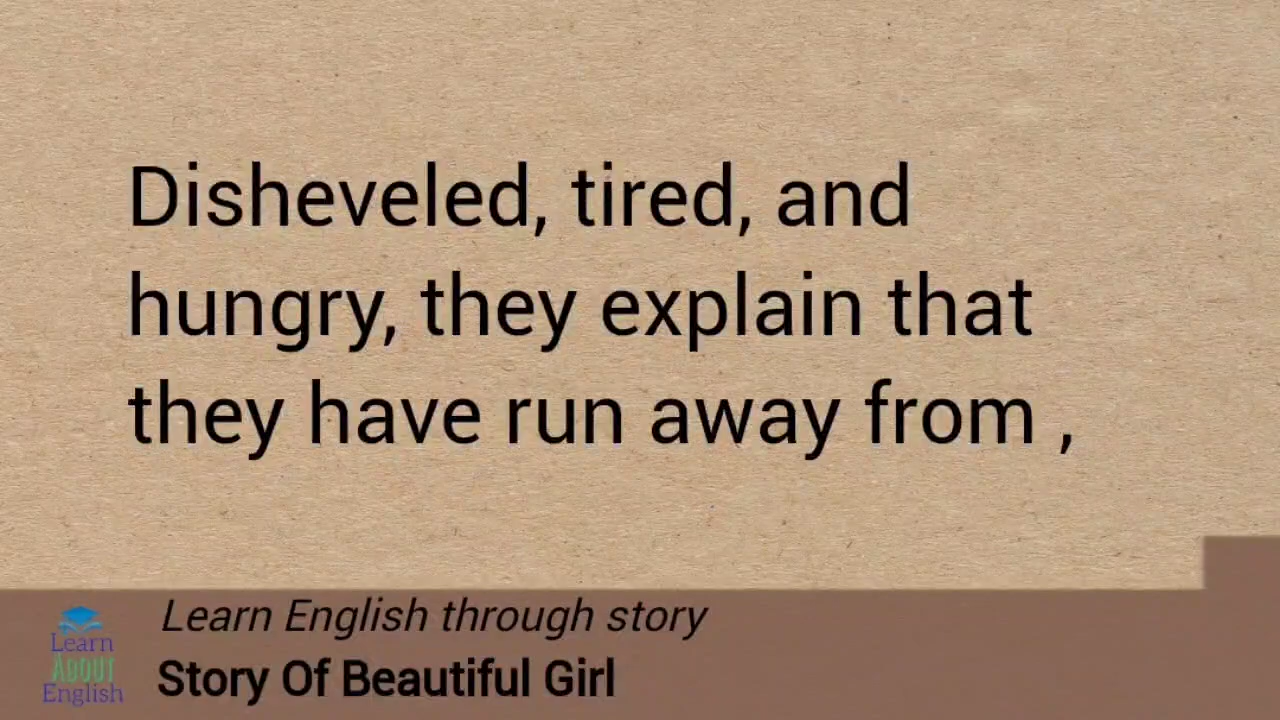 Disheveled, tired, and
hungry, they explain that
they have run away from ,
Learn English through story
Story Of Beautiful Girl
Learn
About
English